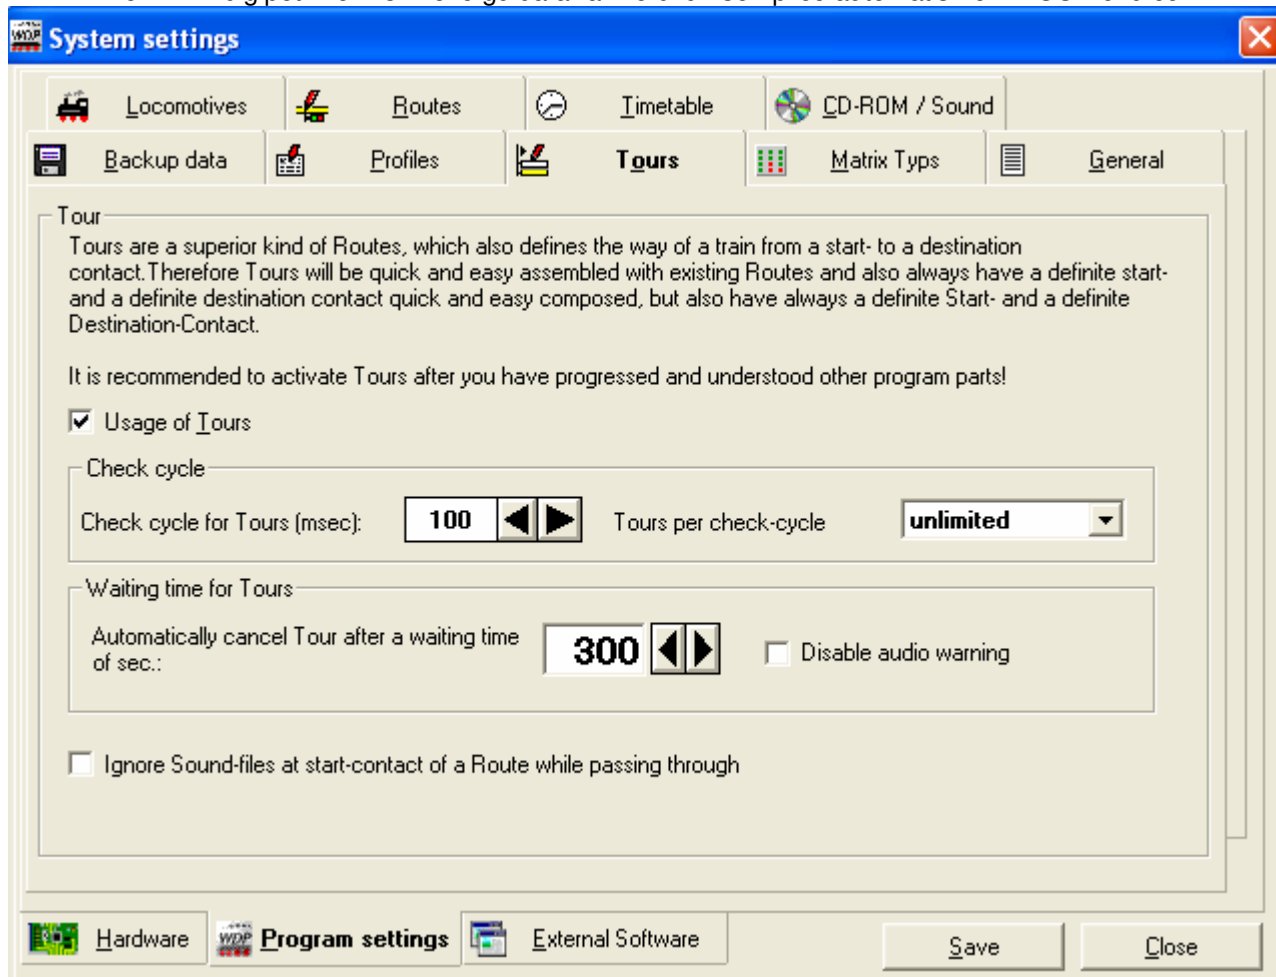 WDP System settings
Locomotives Routes Timetable CD-ROM / Sound
Backup data Profiles Tours Matrix Typs General
Tour
Tours are a superior kind of Routes, which also defines the way of a train from a start- to a destination
contact.Therefore Tours will be quick and easy assembled with existing Routes and also always have a definite start-
and a definite destination contact quick and easy composed, but also have always a definite Start- and a definite
Destination-Contact.
It is recommended to activate Tours after you have progressed and understood other program parts!
Usage of Tours
Check cycle
Check cycle for Tours (msec): 100 Tours per check-cycle unlimited
Waiting time for Tours
Automatically cancel Tour after a waiting time
of sec.: 300 Disable audio warning
Ignore Sound-files at start-contact of a Route while passing through
Hardware WDP Program settings External Software Save Close